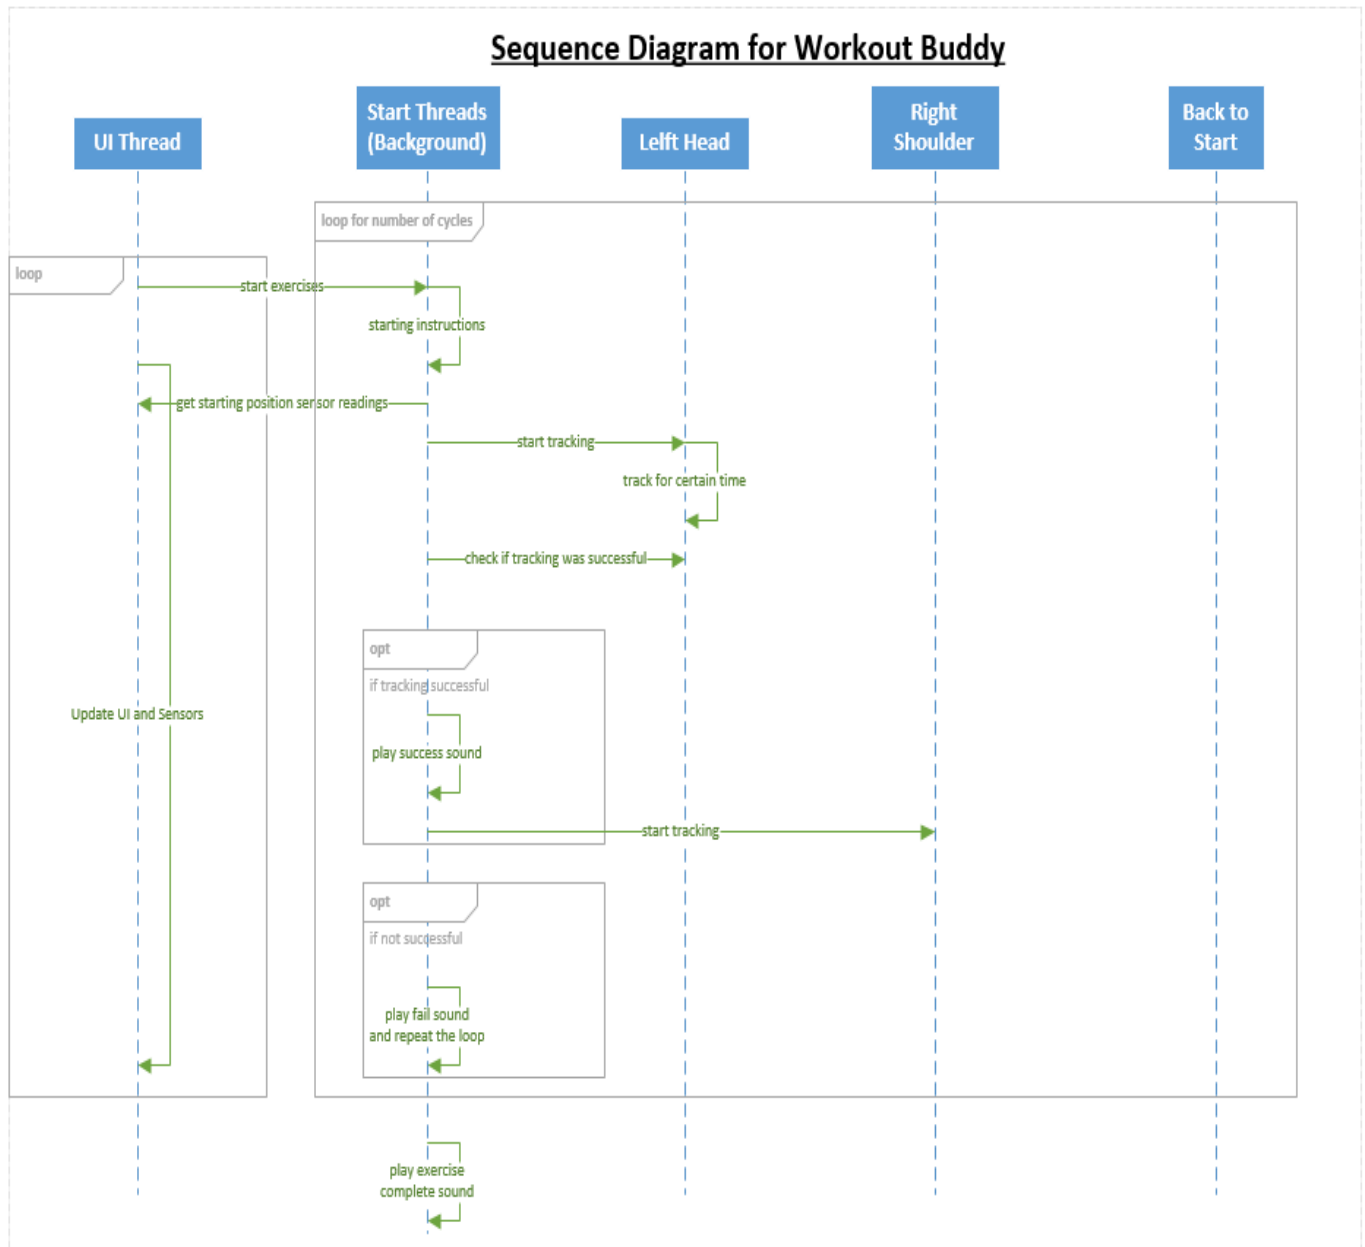 Sequence Diagram for Workout Buddy
UI Thread
Start Threads
(Background)
Lelft Head
Right
Shoulder
Back to
Start
loop for number of cycles
loop
start exercises
starting instructions
get starting position sensor readings
start tracking
track for certain time
check if tracking was successful
opt
if tracking successful
Update UI and Sensors
play success sound
start tracking
opt
if not successful
play fail sound
and repeat the loop
play exercise
complete sound